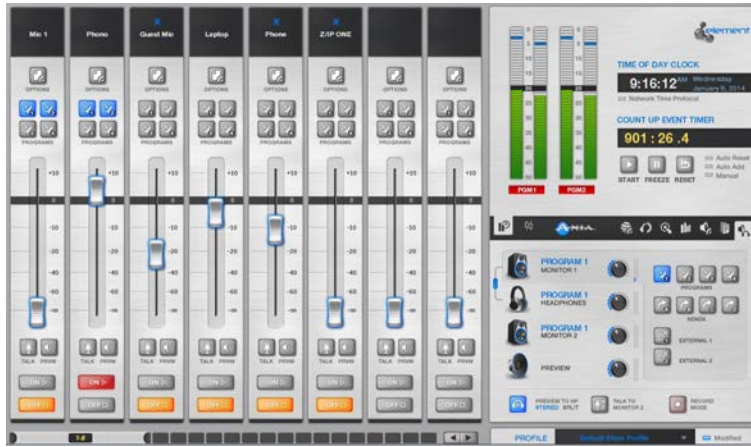 Mic 1
Phono
Guest Mic
Laptop
Phone
Z/IP ONE
OPTIONS OPTIONS OPTIONS OPTIONS OPTIONS OPTIONS OPTIONS OPTIONS
PROGRAMS PROGRAMS PROGRAMS PROGRAMS PROGRAMS PROGRAMS PROGRAMS PROGRAMS
TALK PRVW TALK PRVW TALK PRVW TALK PRVW TALK PRVW TALK PRVW TALK PRVW TALK PRVW
ON ON ON ON ON ON ON ON
OFF OFF OFF OFF OFF OFF OFF OFF
1-8
PGM1 PGM2
element
TIME OF DAY CLOCK
9:16:12 AM Wednesday
January 8, 2014
Network Time Protocol
COUNT UP EVENT TIMER
901 : 26 .4
START FREEZE RESET
Auto Reset
Auto Add
Manual
AXIA
PROGRAM 1
MONITOR 1
PROGRAM 1
HEADPHONES
PROGRAM 1
MONITOR 2
PREVIEW
PROGRAMS
SENDS
EXTERNAL 1
EXTERNAL 2
PREVIEW TO HP
STEREO SPLIT
TALK TO
MONITOR 2
RECORD
MODE
PROFILE
Default Show Profile
Modified